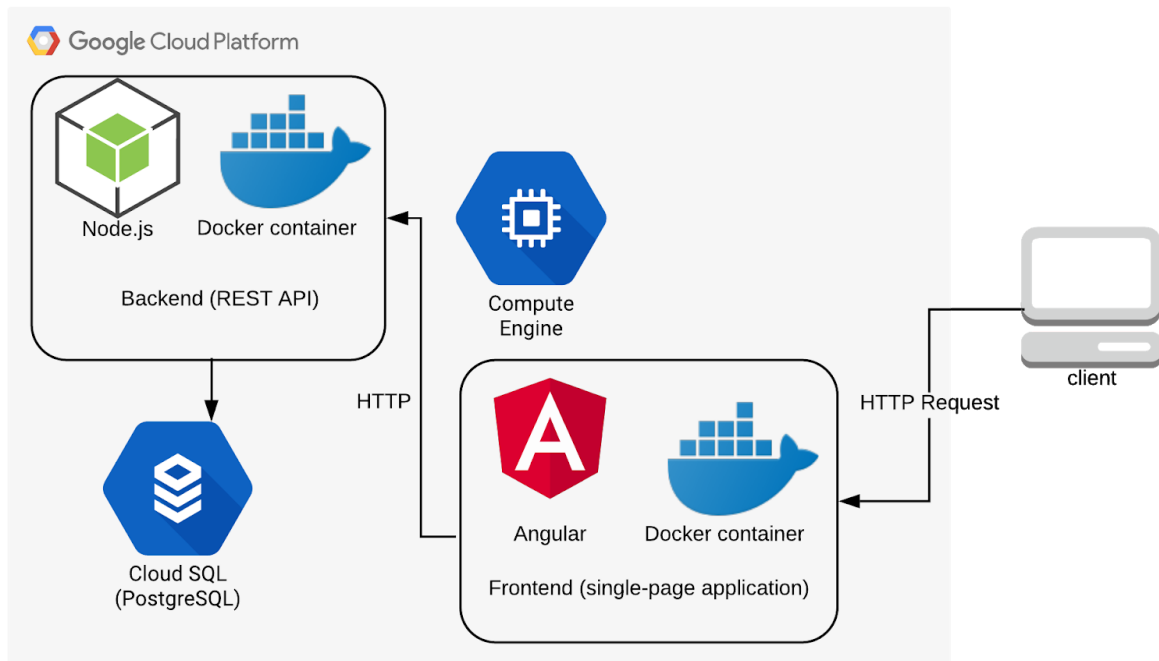 Google Cloud Platform
Node.js
Docker container
Backend (REST API)
Compute
Engine
client
HTTP
HTTP Request
Angular
Docker container
Frontend (single-page application)
Cloud SQL
(PostgreSQL)